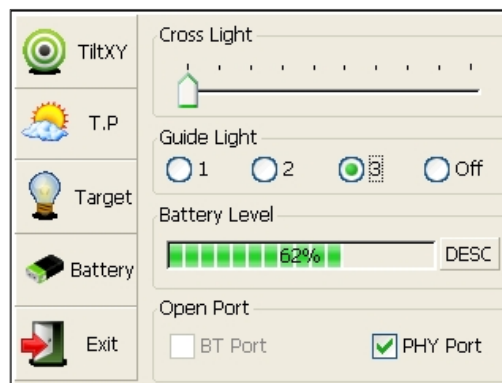 TiltXY
T.P
Target
Battery
Exit
Cross Light
Guide Light
1 2 3 Off
Battery Level
62% DESC
Open Port
BT Port PHY Port